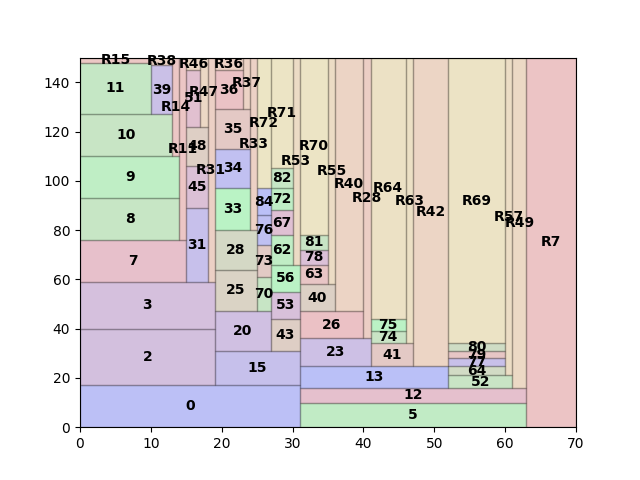 R15 R38 R46 R36
140 11 39 51 R47 36 R37
R14
120 10 R11 48 35 R72 R71
R33 R70
100 9 45 R31 34 R53 82 R55 R40 R64
80 8 33 84 72 R28 R63 R69
31 76 67 R42 R57 R49
7 28 73 62 81 R7
60 25 70 56 78 63
3 53 40
40 2 20 43 26 75
15 23 41 74 80
79
77
20 13 64
0 12 52
5
0
0 10 20 30 40 50 60 70